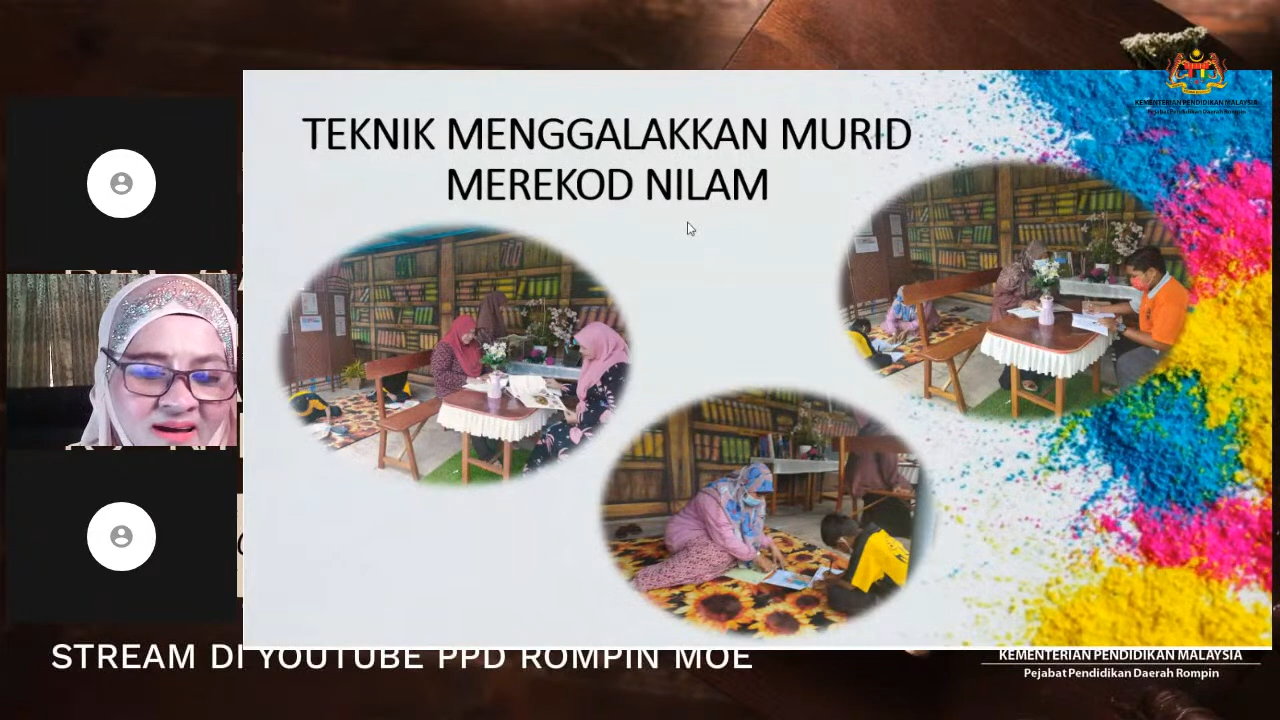 KEMENTERIAN PENDIDIKAN MALAYSIA
Pejabat Pendidikan Daerah Rompin
TEKNIK MENGGALAKKAN MURID
MEREKOD NILAM
STREAM DI YOUTUBE PPD ROMPIN MOE
KEMENTERIAN PENDIDIKAN MALAYSIA
Pejabat Pendidikan Daerah Rompin